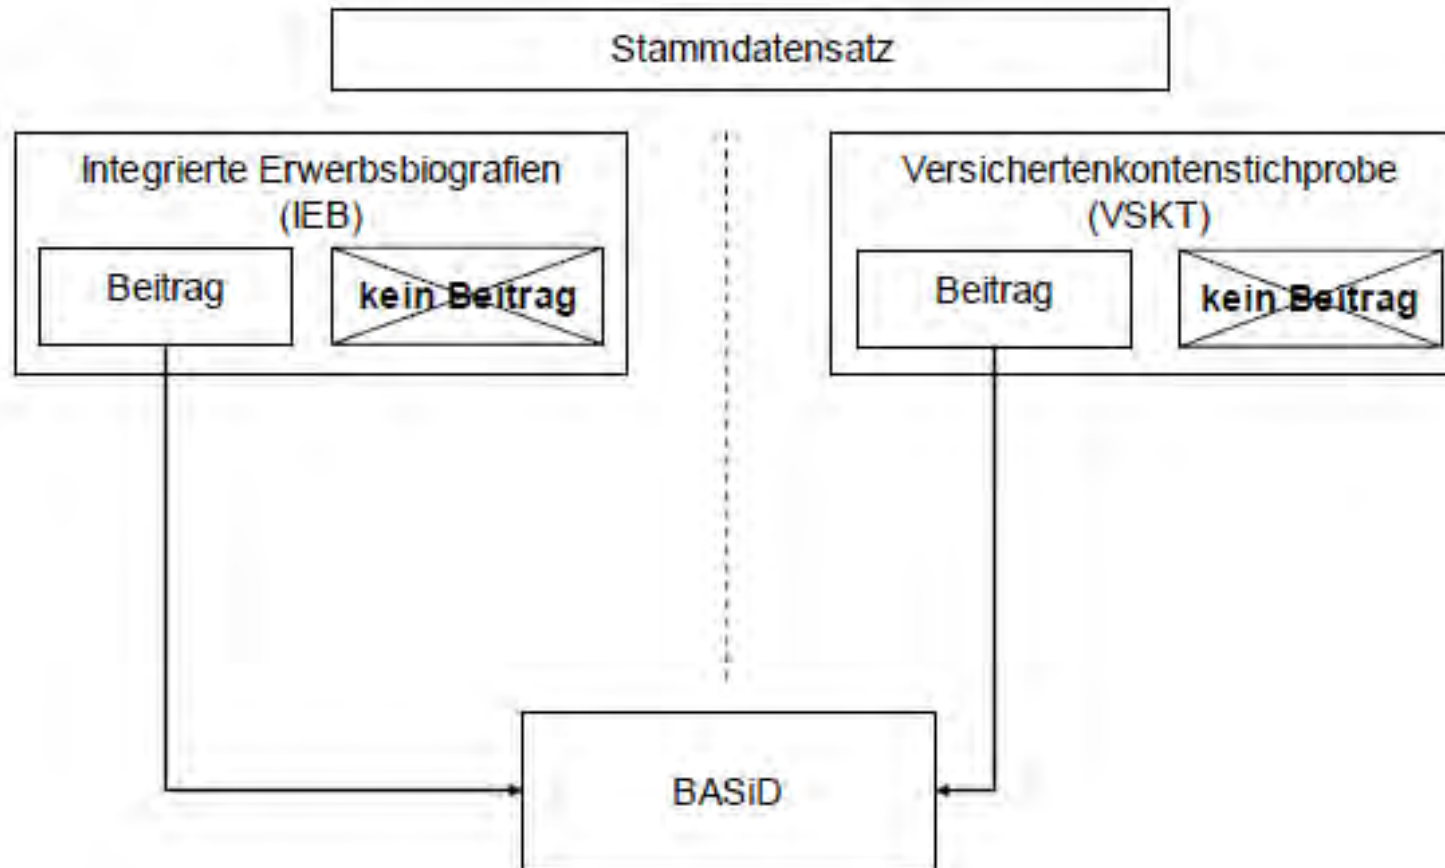 Stammdatensatz
Integrierte Erwerbsbiografien
(IEB)
Beitrag
kein Beitrag
Versichertenkontenstichprobe
(VSKT)
Beitrag
kein Beitrag
BASiD